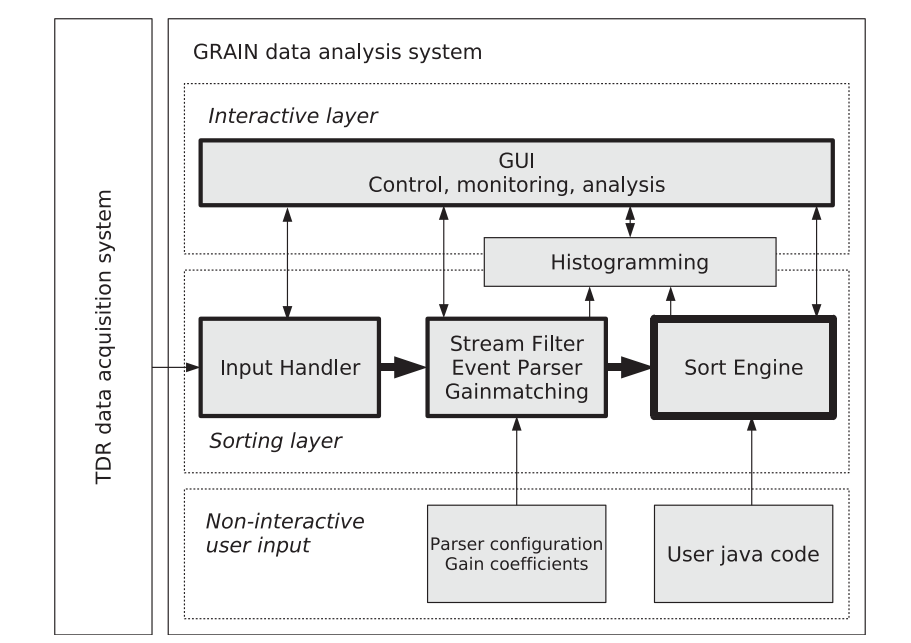 TDR data acquisition system
GRAIN data analysis system
Interactive layer
GUI
Control, monitoring, analysis
Histogramming
Input Handler
Stream Filter
Event Parser
Gainmatching
Sort Engine
Sorting layer
Non-interactive
user input
Parser configuration
Gain coefficients
User java code